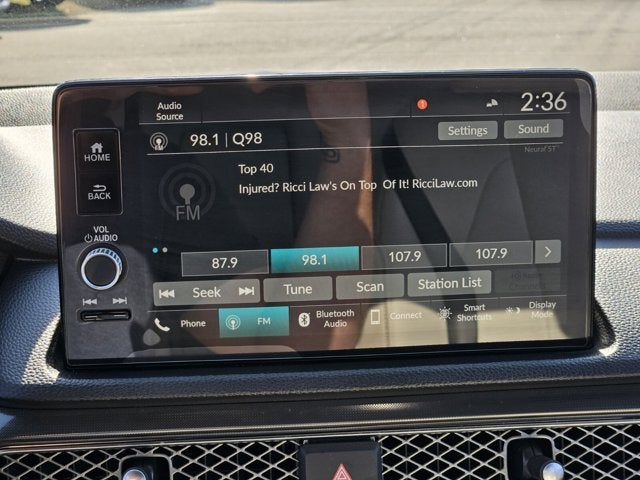 Audio
Source
2:36
98.1 | Q98
Settings
Sound
HOME
BACK
VOL
AUDIO
FM
Top 40
Injured? Ricci Law's On Top Of It! RicciLaw.com
87.9
98.1
107.9
107.9
Seek
Tune
Scan
Station List
Phone
FM
Bluetooth
Audio
Connect
Smart
Shortcuts
Display
Mode